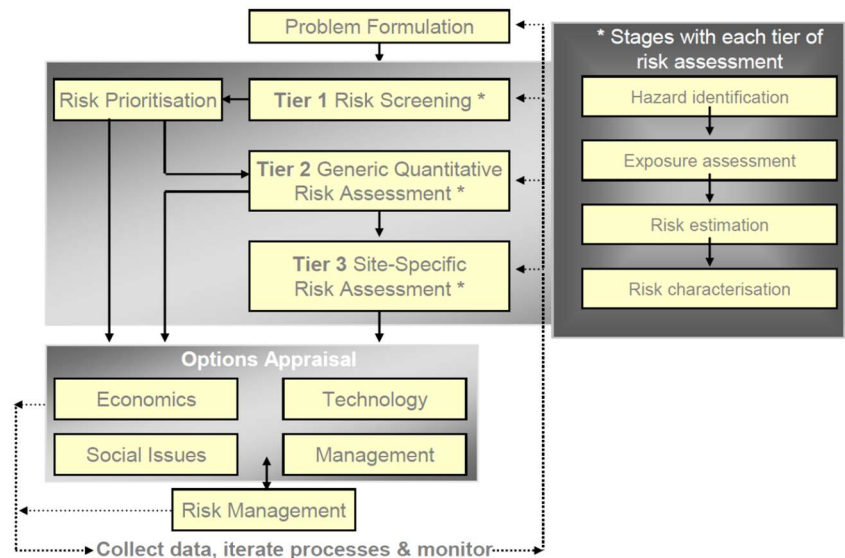 Problem Formulation
Risk Prioritisation
Tier 1 Risk Screening *
Tier 2 Generic Quantitative
Risk Assessment *
Tier 3 Site-Specific
Risk Assessment *
Options Appraisal
Economics
Technology
Social Issues
Management
Risk Management
Collect data, iterate processes & monitor
* Stages with each tier of
risk assessment
Hazard identification
Exposure assessment
Risk estimation
Risk characterisation